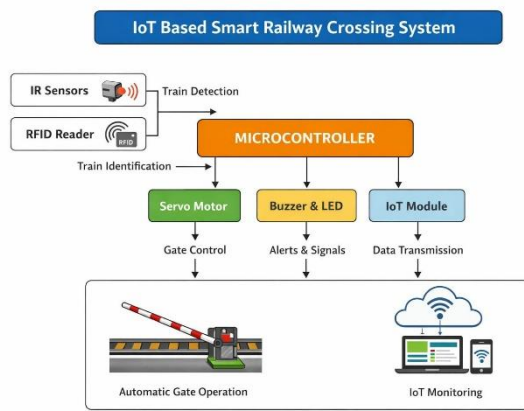 IoT Based Smart Railway Crossing System
IR Sensors
Train Detection
RFID Reader
RFID
MICROCONTROLLER
Train Identification
Servo Motor
Buzzer & LED
IoT Module
Gate Control
Alerts & Signals
Data Transmission
Automatic Gate Operation
IoT Monitoring